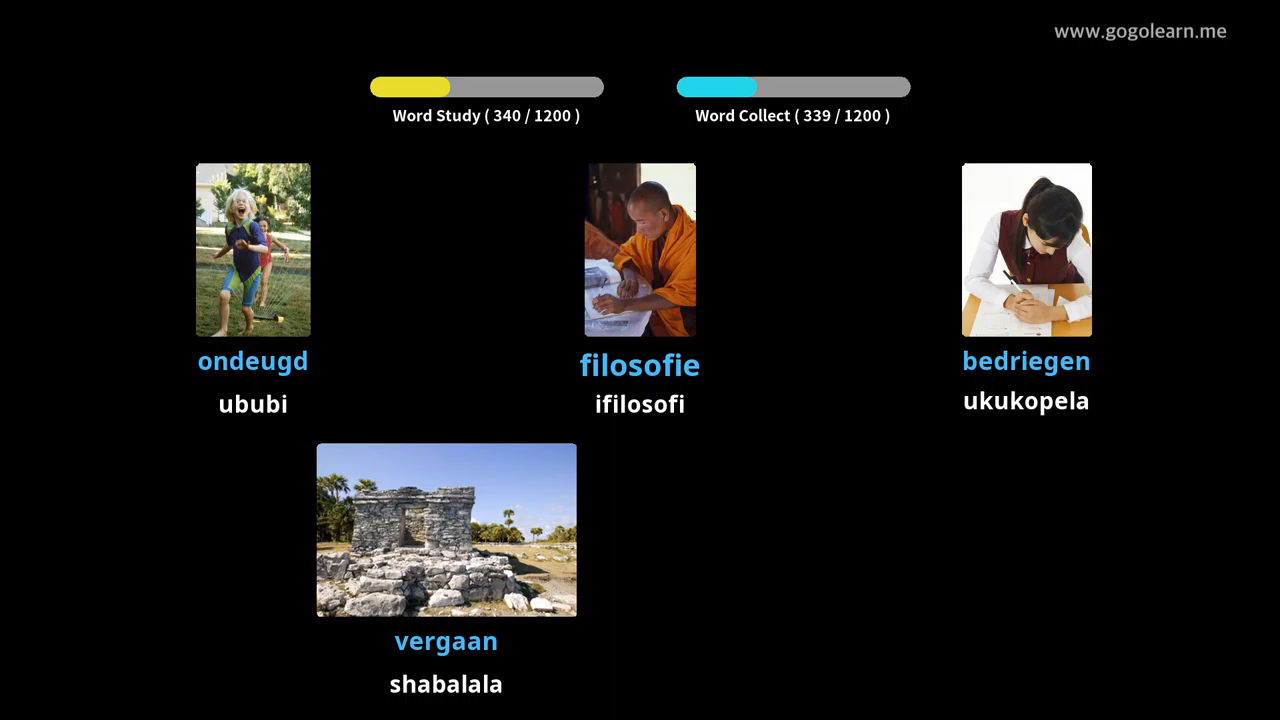 www.gogolearn.me
Word Study ( 340 / 1200 )
Word Collect ( 339 / 1200 )
ondeugd
ububi
filosofie
ifilosofi
bedriegen
ukukopela
vergaan
shabalala